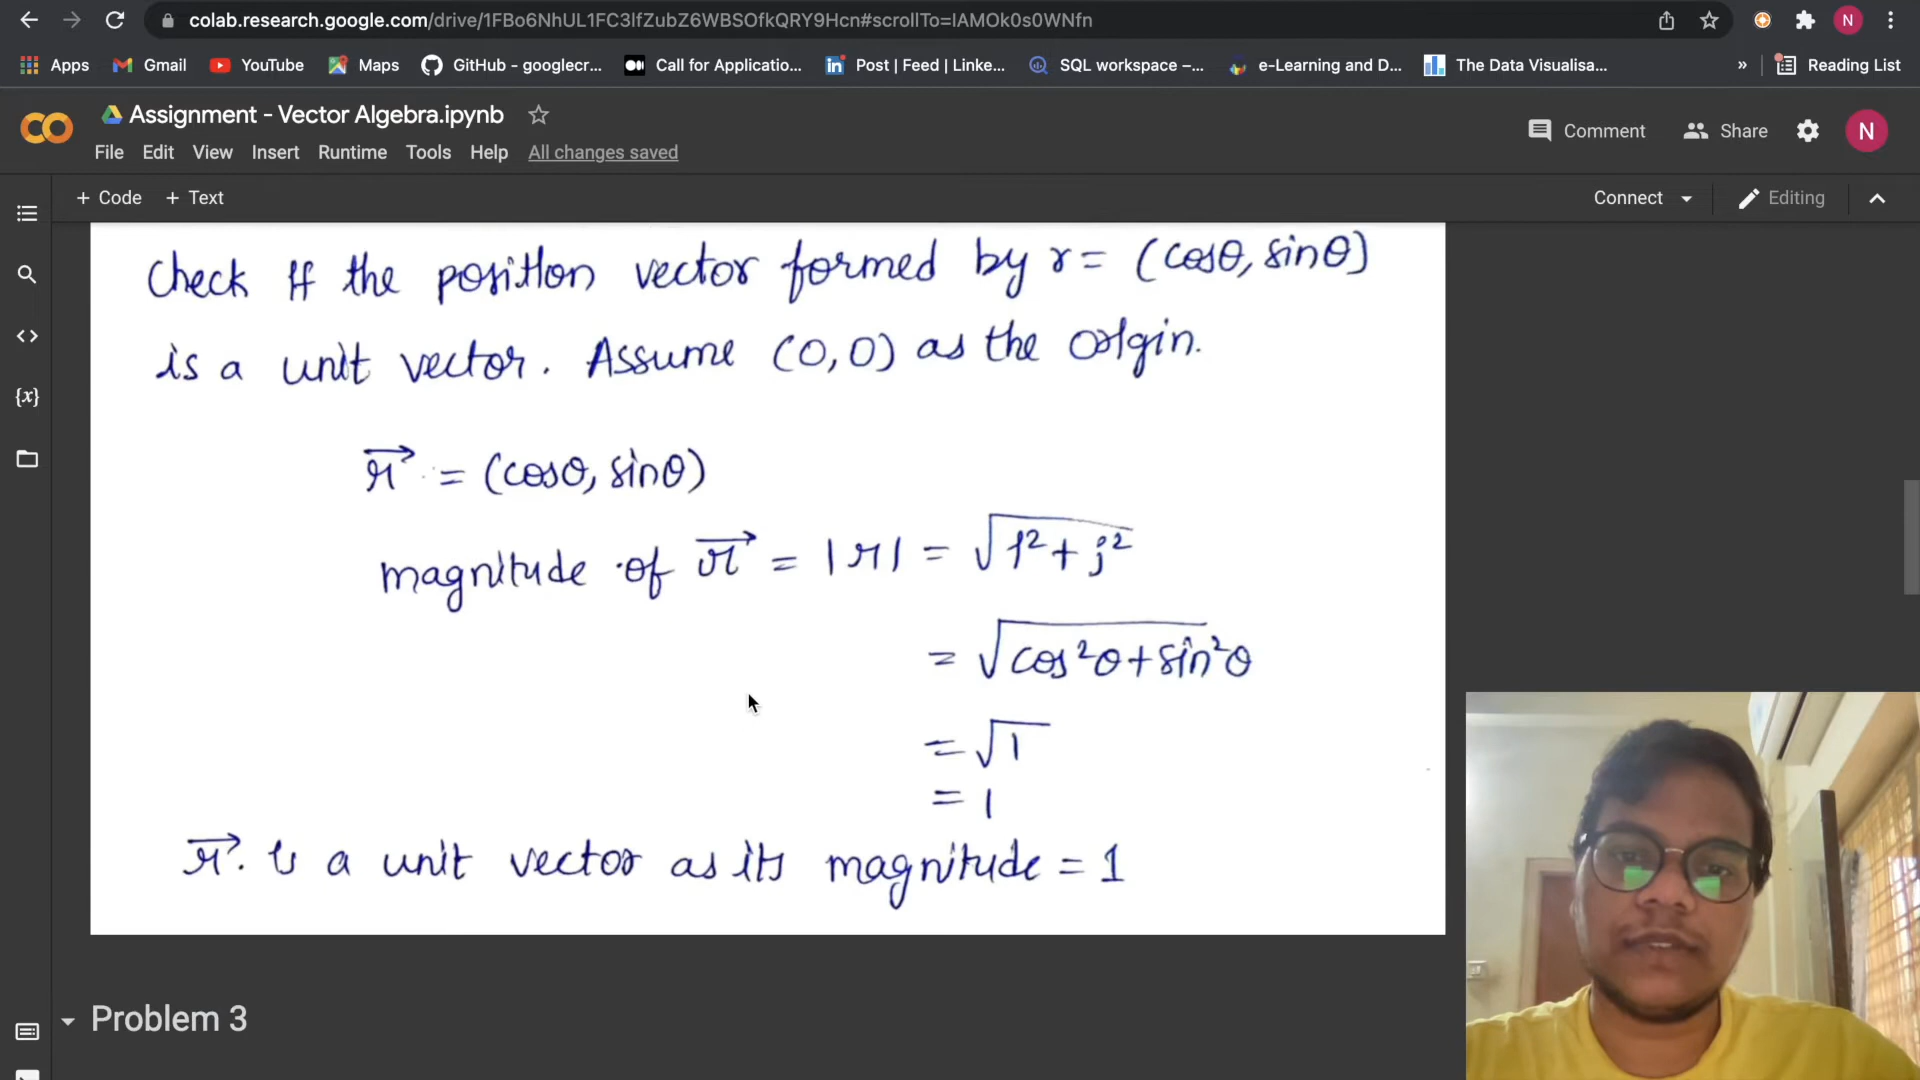 colab.research.google.com/drive/1FBo6NhUL1FC3lfZubZ6WBSOfkQRY9Hcn#scrollTo=IAMOk0s0WNfn
N
Apps Gmail YouTube Maps GitHub - googlecr... Call for Applicatio... Post | Feed | Linke... SQL workspace –... e-Learning and D... The Data Visualisa... » Reading List
Assignment - Vector Algebra.ipynb
Comment Share N
File Edit View Insert Runtime Tools Help All changes saved
+ Code + Text Connect Editing
Check if the position vector formed by r = (cosθ, sinθ)
is a unit vector. Assume (0,0) as the origin.
r⃗ = (cosθ, sinθ)
magnitude of r⃗ = |r| = √i²+j²
= √cos²θ+sin²θ
= √1
= 1
r⃗. is a unit vector as its magnitude = 1
Problem 3